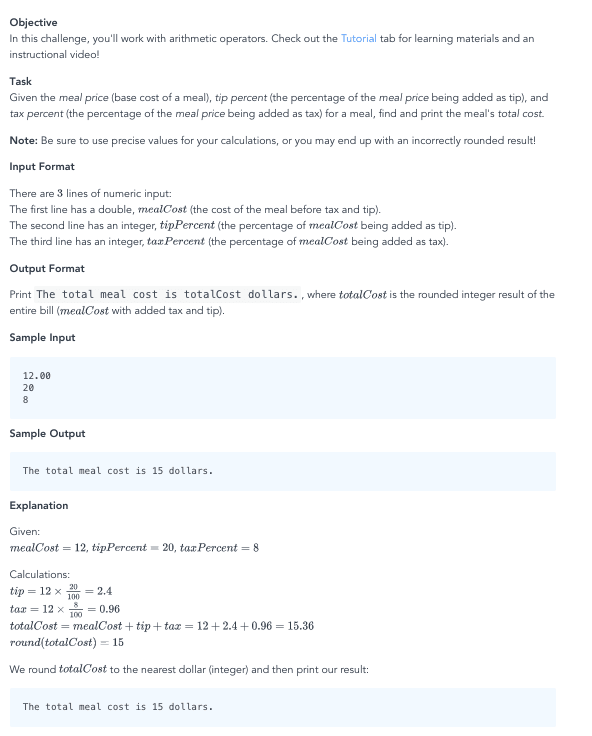 Objective
In this challenge, you'll work with arithmetic operators. Check out the Tutorial tab for learning materials and an
instructional video!
Task
Given the meal price (base cost of a meal), tip percent (the percentage of the meal price being added as tip), and
tax percent (the percentage of the meal price being added as tax) for a meal, find and print the meal's total cost.
Note: Be sure to use precise values for your calculations, or you may end up with an incorrectly rounded result!
Input Format
There are 3 lines of numeric input:
The first line has a double, mealCost (the cost of the meal before tax and tip).
The second line has an integer, tipPercent (the percentage of mealCost being added as tip).
The third line has an integer, taxPercent (the percentage of mealCost being added as tax).
Output Format
Print The total meal cost is totalCost dollars. , where totalCost is the rounded integer result of the
entire bill (mealCost with added tax and tip).
Sample Input
12.00
20
8
Sample Output
The total meal cost is 15 dollars.
Explanation
Given:
mealCost = 12, tipPercent = 20, taxPercent = 8
Calculations:
tip = 12 × 20/100 = 2.4
tax = 12 × 8/100 = 0.96
totalCost = mealCost + tip + tax = 12 + 2.4 + 0.96 = 15.36
round(totalCost) = 15
We round totalCost to the nearest dollar (integer) and then print our result:
The total meal cost is 15 dollars.